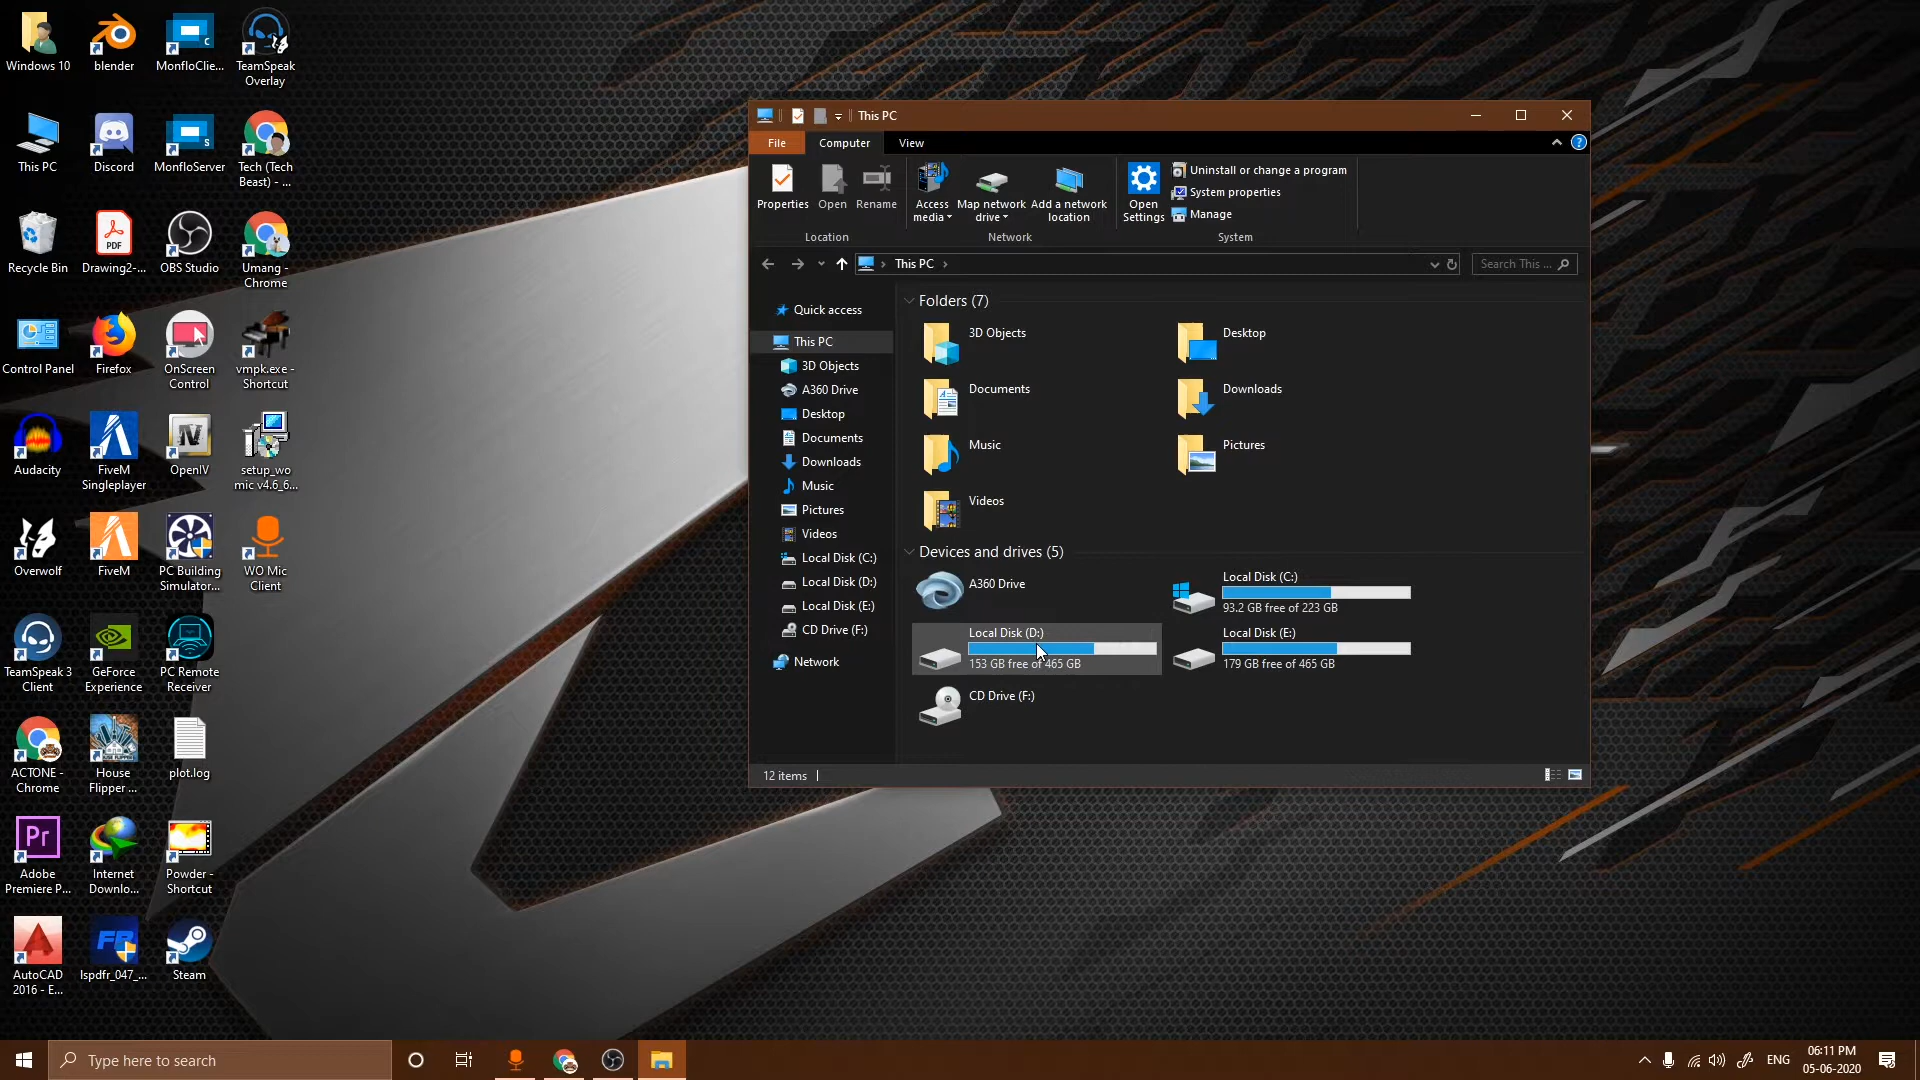 Windows 10
blender
MonfloClie...
TeamSpeak
Overlay
This PC
Discord
MonfloServer
Tech (Tech
Beast) - ...
Recycle Bin
PDF
Drawing2-...
OBS Studio
Umang -
Chrome
Control Panel
Firefox
OnScreen
Control
vmpk.exe -
Shortcut
Audacity
FiveM
Singleplayer
OpenIV
setup_wo
mic v4.6_6...
Overwolf
FiveM
PC Building
Simulator...
WO Mic
Client
TeamSpeak 3
Client
GeForce
Experience
PC Remote
Receiver
ACTONE -
Chrome
House
Flipper ...
plot.log
Pr
Adobe
Premiere P...
Internet
Downlo...
Powder -
Shortcut
AutoCAD
2016 - E...
lspdfr_047_...
Steam
This PC
File
Computer
View
Properties
Open
Rename
Access
media
Map network
drive
Add a network
location
Open
Settings
Uninstall or change a program
System properties
Manage
Location
Network
System
This PC
Search This ...
Quick access
This PC
3D Objects
A360 Drive
Desktop
Documents
Downloads
Music
Pictures
Videos
Local Disk (C:)
Local Disk (D:)
Local Disk (E:)
CD Drive (F:)
Network
Folders (7)
3D Objects
Desktop
Documents
Downloads
Music
Pictures
Videos
Devices and drives (5)
A360 Drive
Local Disk (C:)
93.2 GB free of 223 GB
Local Disk (D:)
153 GB free of 465 GB
Local Disk (E:)
179 GB free of 465 GB
CD Drive (F:)
12 items
Type here to search
ENG
06:11 PM
05-06-2020